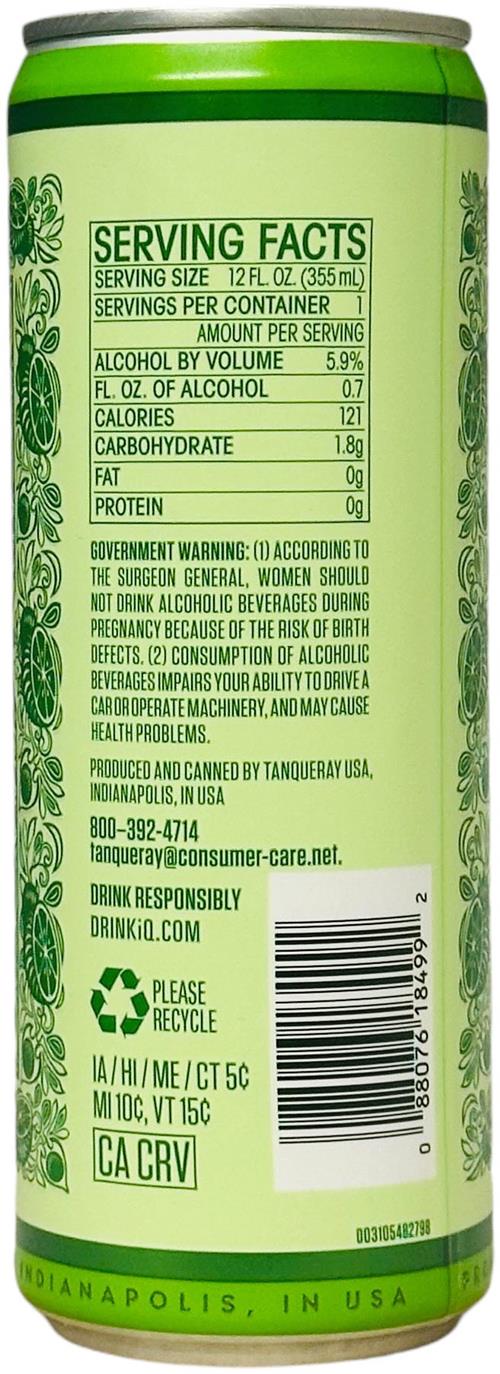 SERVING FACTS
SERVING SIZE 12 FL. OZ. (355 mL)
SERVINGS PER CONTAINER 1
AMOUNT PER SERVING
ALCOHOL BY VOLUME 5.9%
FL. OZ. OF ALCOHOL 0.7
CALORIES 121
CARBOHYDRATE 1.8g
FAT 0g
PROTEIN 0g
GOVERNMENT WARNING: (1) ACCORDING TO
THE SURGEON GENERAL, WOMEN SHOULD
NOT DRINK ALCOHOLIC BEVERAGES DURING
PREGNANCY BECAUSE OF THE RISK OF BIRTH
DEFECTS. (2) CONSUMPTION OF ALCOHOLIC
BEVERAGES IMPAIRS YOUR ABILITY TO DRIVE A
CAR OR OPERATE MACHINERY, AND MAY CAUSE
HEALTH PROBLEMS.
PRODUCED AND CANNED BY TANQUERAY USA,
INDIANAPOLIS, IN USA
800-392-4714
tanqueray@consumer-care.net.
DRINK RESPONSIBLY
DRINKiQ.COM
PLEASE
RECYCLE
IA / HI / ME / CT 5¢
MI 10¢, VT 15¢
CA CRV
0 88076 18499 2
003105482798
INDIANAPOLIS, IN USA